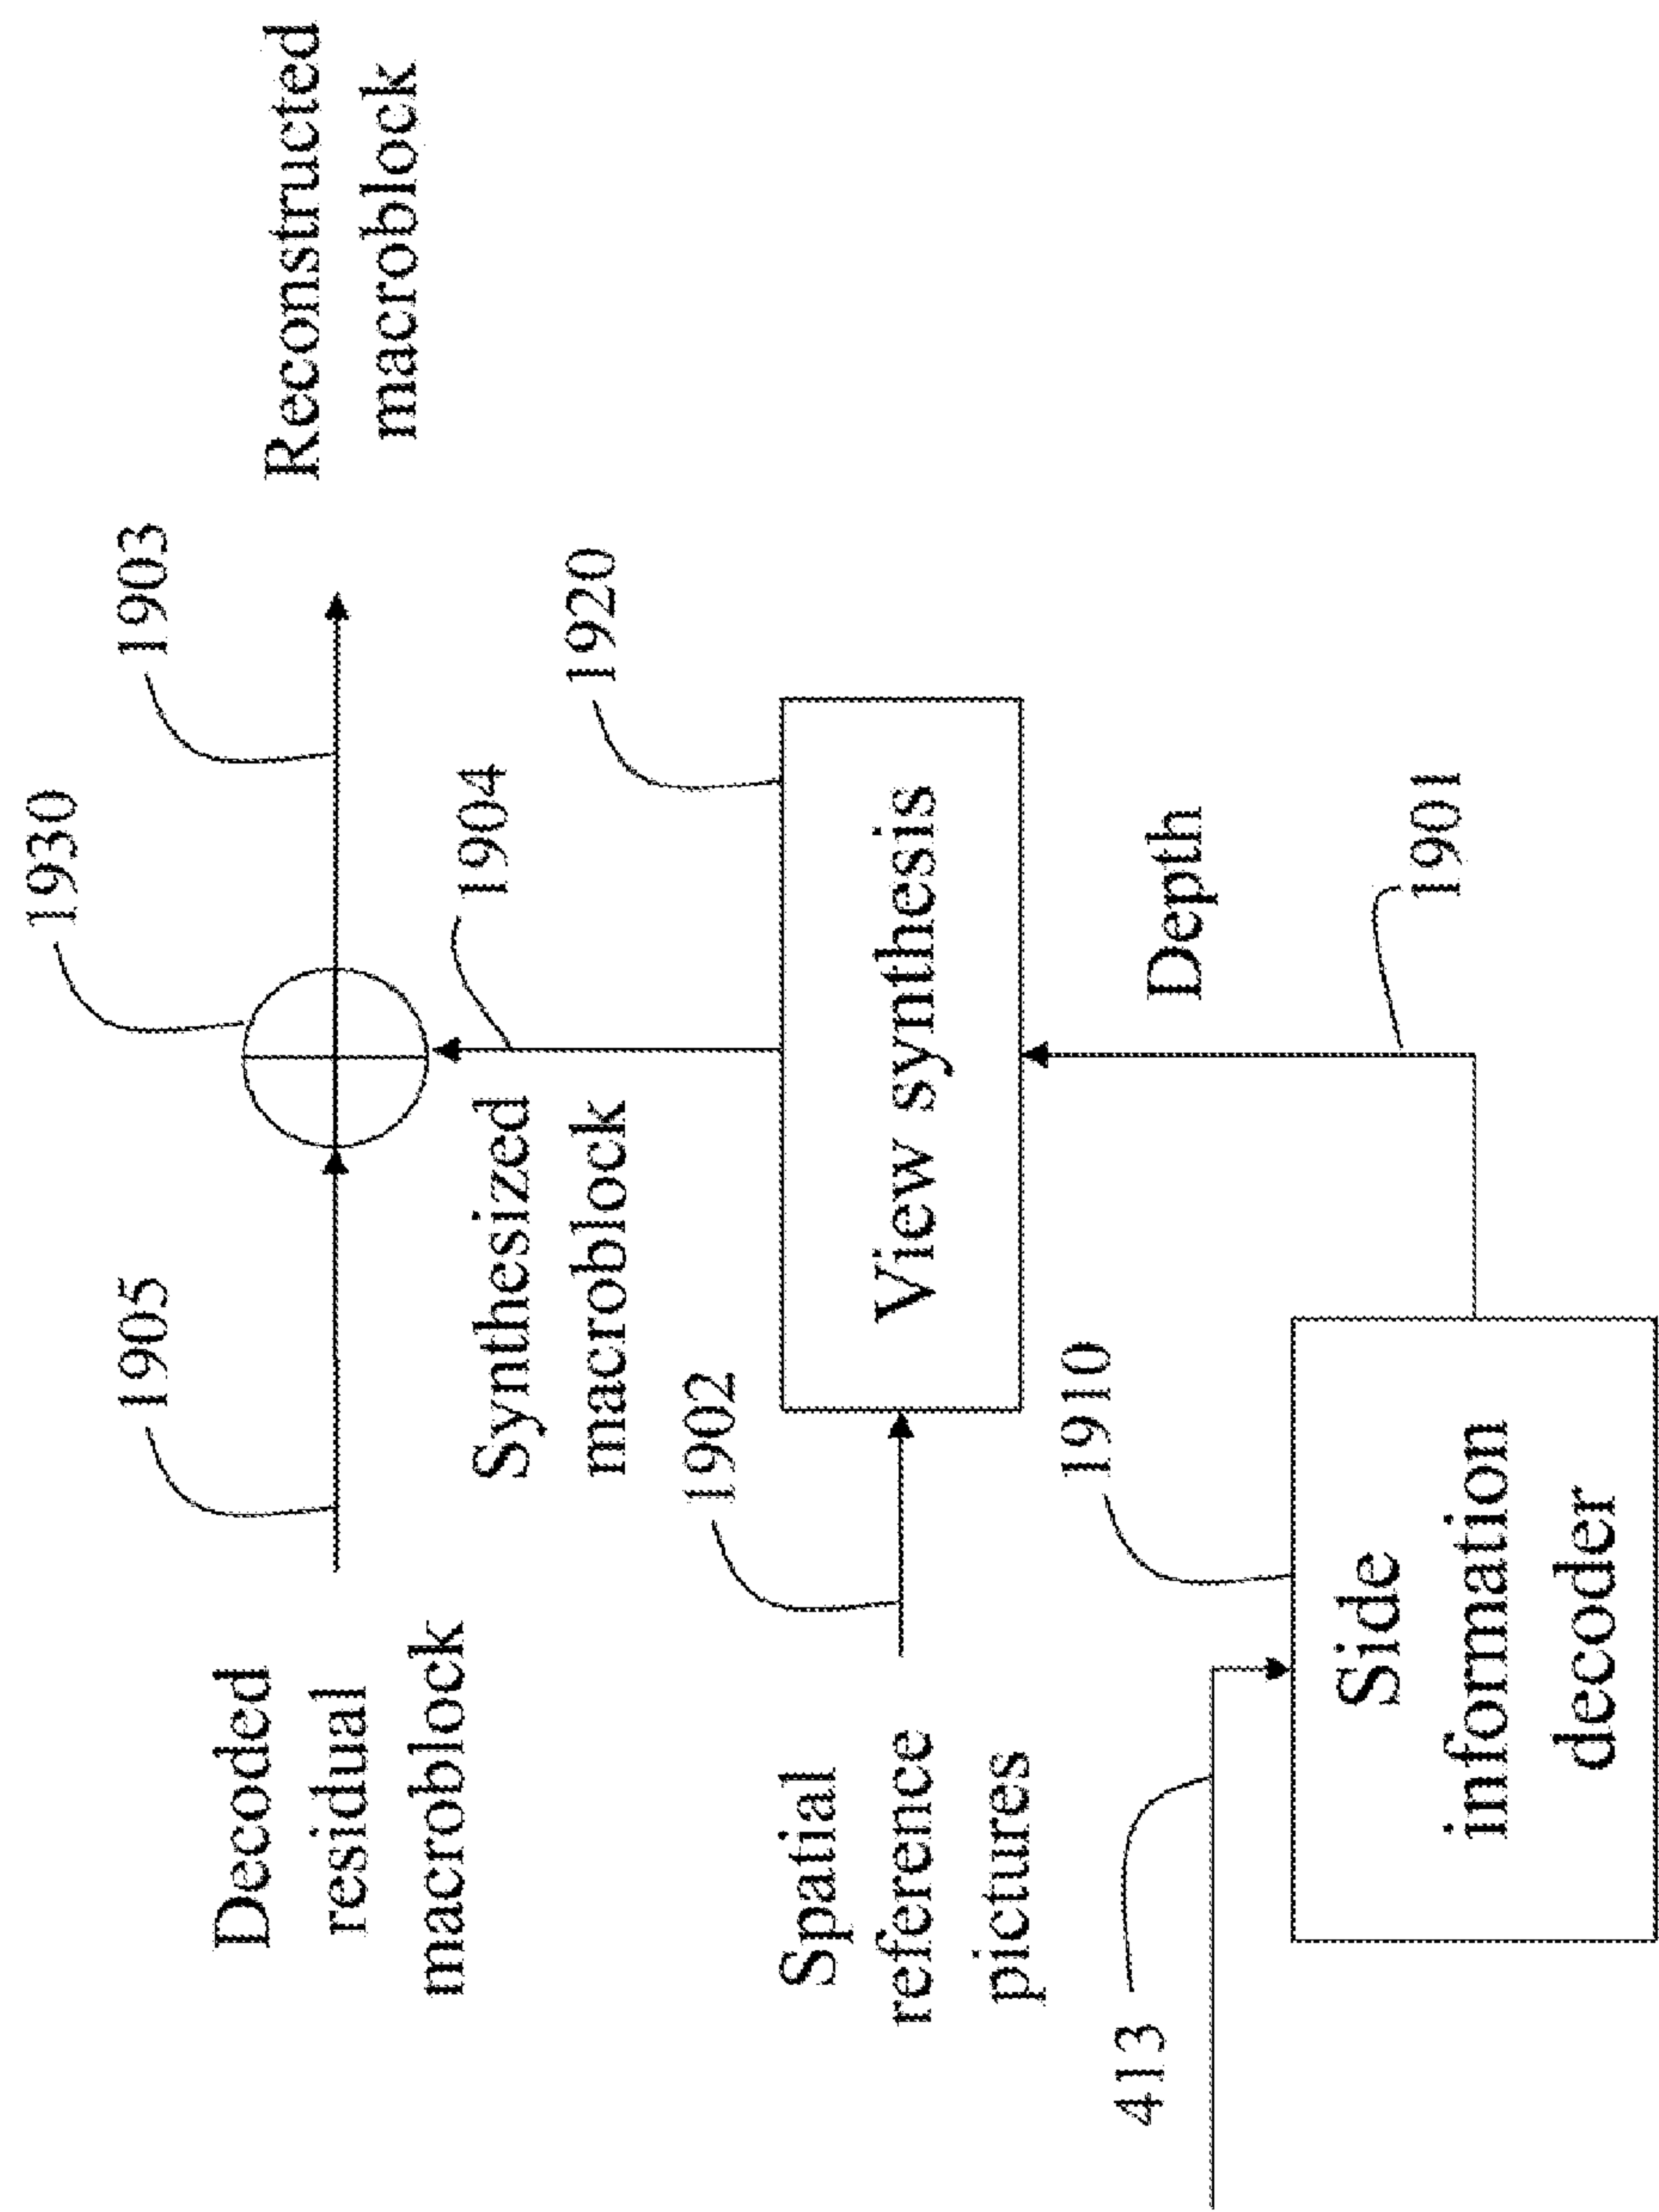 1930
1905
1903
Decoded
residual
macroblock
Reconstructed
macroblock
Synthesized
macroblock
1904
1902
1920
Spatial
reference
pictures
View synthesis
413
1910
Depth
Side
information
decoder
1901